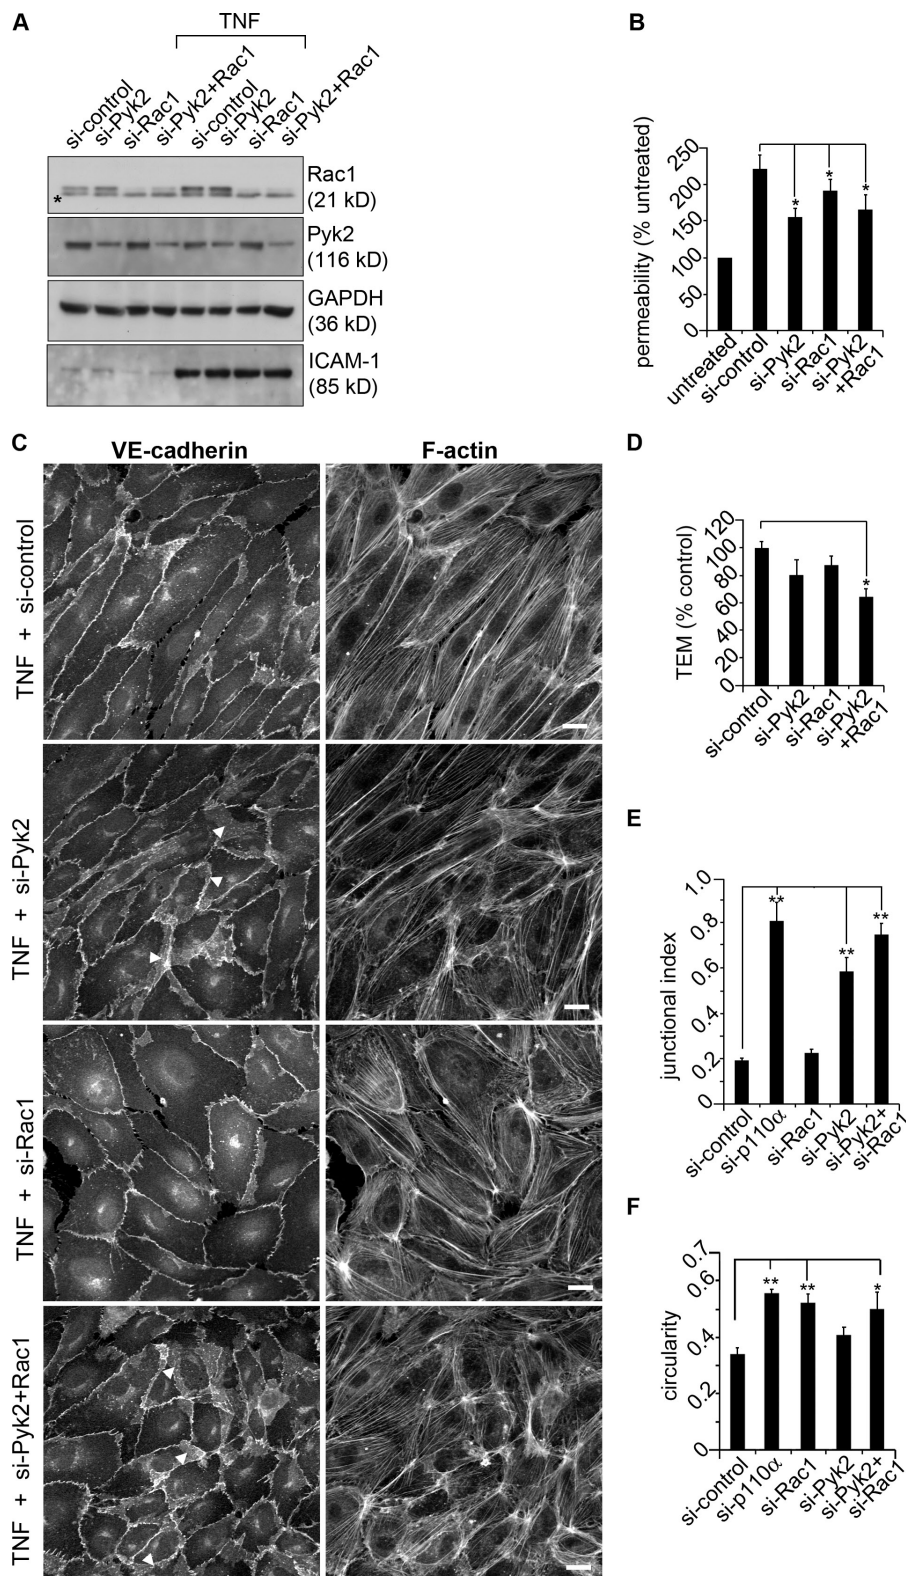 A
TNF
si-control
si-Pyk2
si-Rac1
si-Pyk2+Rac1
si-control
si-Pyk2
si-Rac1
si-Pyk2+Rac1
Rac1
(21 kD)
*
Pyk2
(116 kD)
GAPDH
(36 kD)
ICAM-1
(85 kD)
B
permeability (% untreated)
250
200
150
100
50
0
* * *
untreated
si-control
si-Pyk2
si-Rac1
si-Pyk2
+Rac1
C
VE-cadherin F-actin
TNF + si-control
TNF + si-Pyk2
TNF + si-Rac1
TNF + si-Pyk2+Rac1
D
TEM (% control)
120
100
80
60
40
20
0
*
si-control
si-Pyk2
si-Rac1
si-Pyk2
+Rac1
E
junctional index
1.0
0.8
0.6
0.4
0.2
0
** ** **
si-control
si-p110α
si-Rac1
si-Pyk2
si-Pyk2+
si-Rac1
F
circularity
0.7
0.6
0.4
0.2
0
** ** *
si-control
si-p110α
si-Rac1
si-Pyk2
si-Pyk2+
si-Rac1